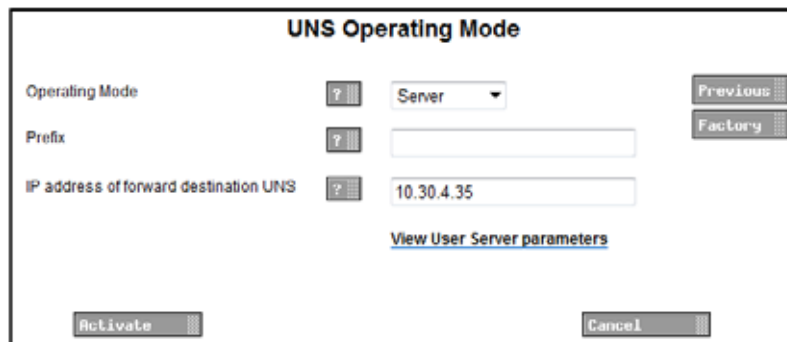 UNS Operating Mode
Operating Mode ? Server Previous
Factory
Prefix ?
IP address of forward destination UNS ? 10.30.4.35
View User Server parameters
Activate Cancel